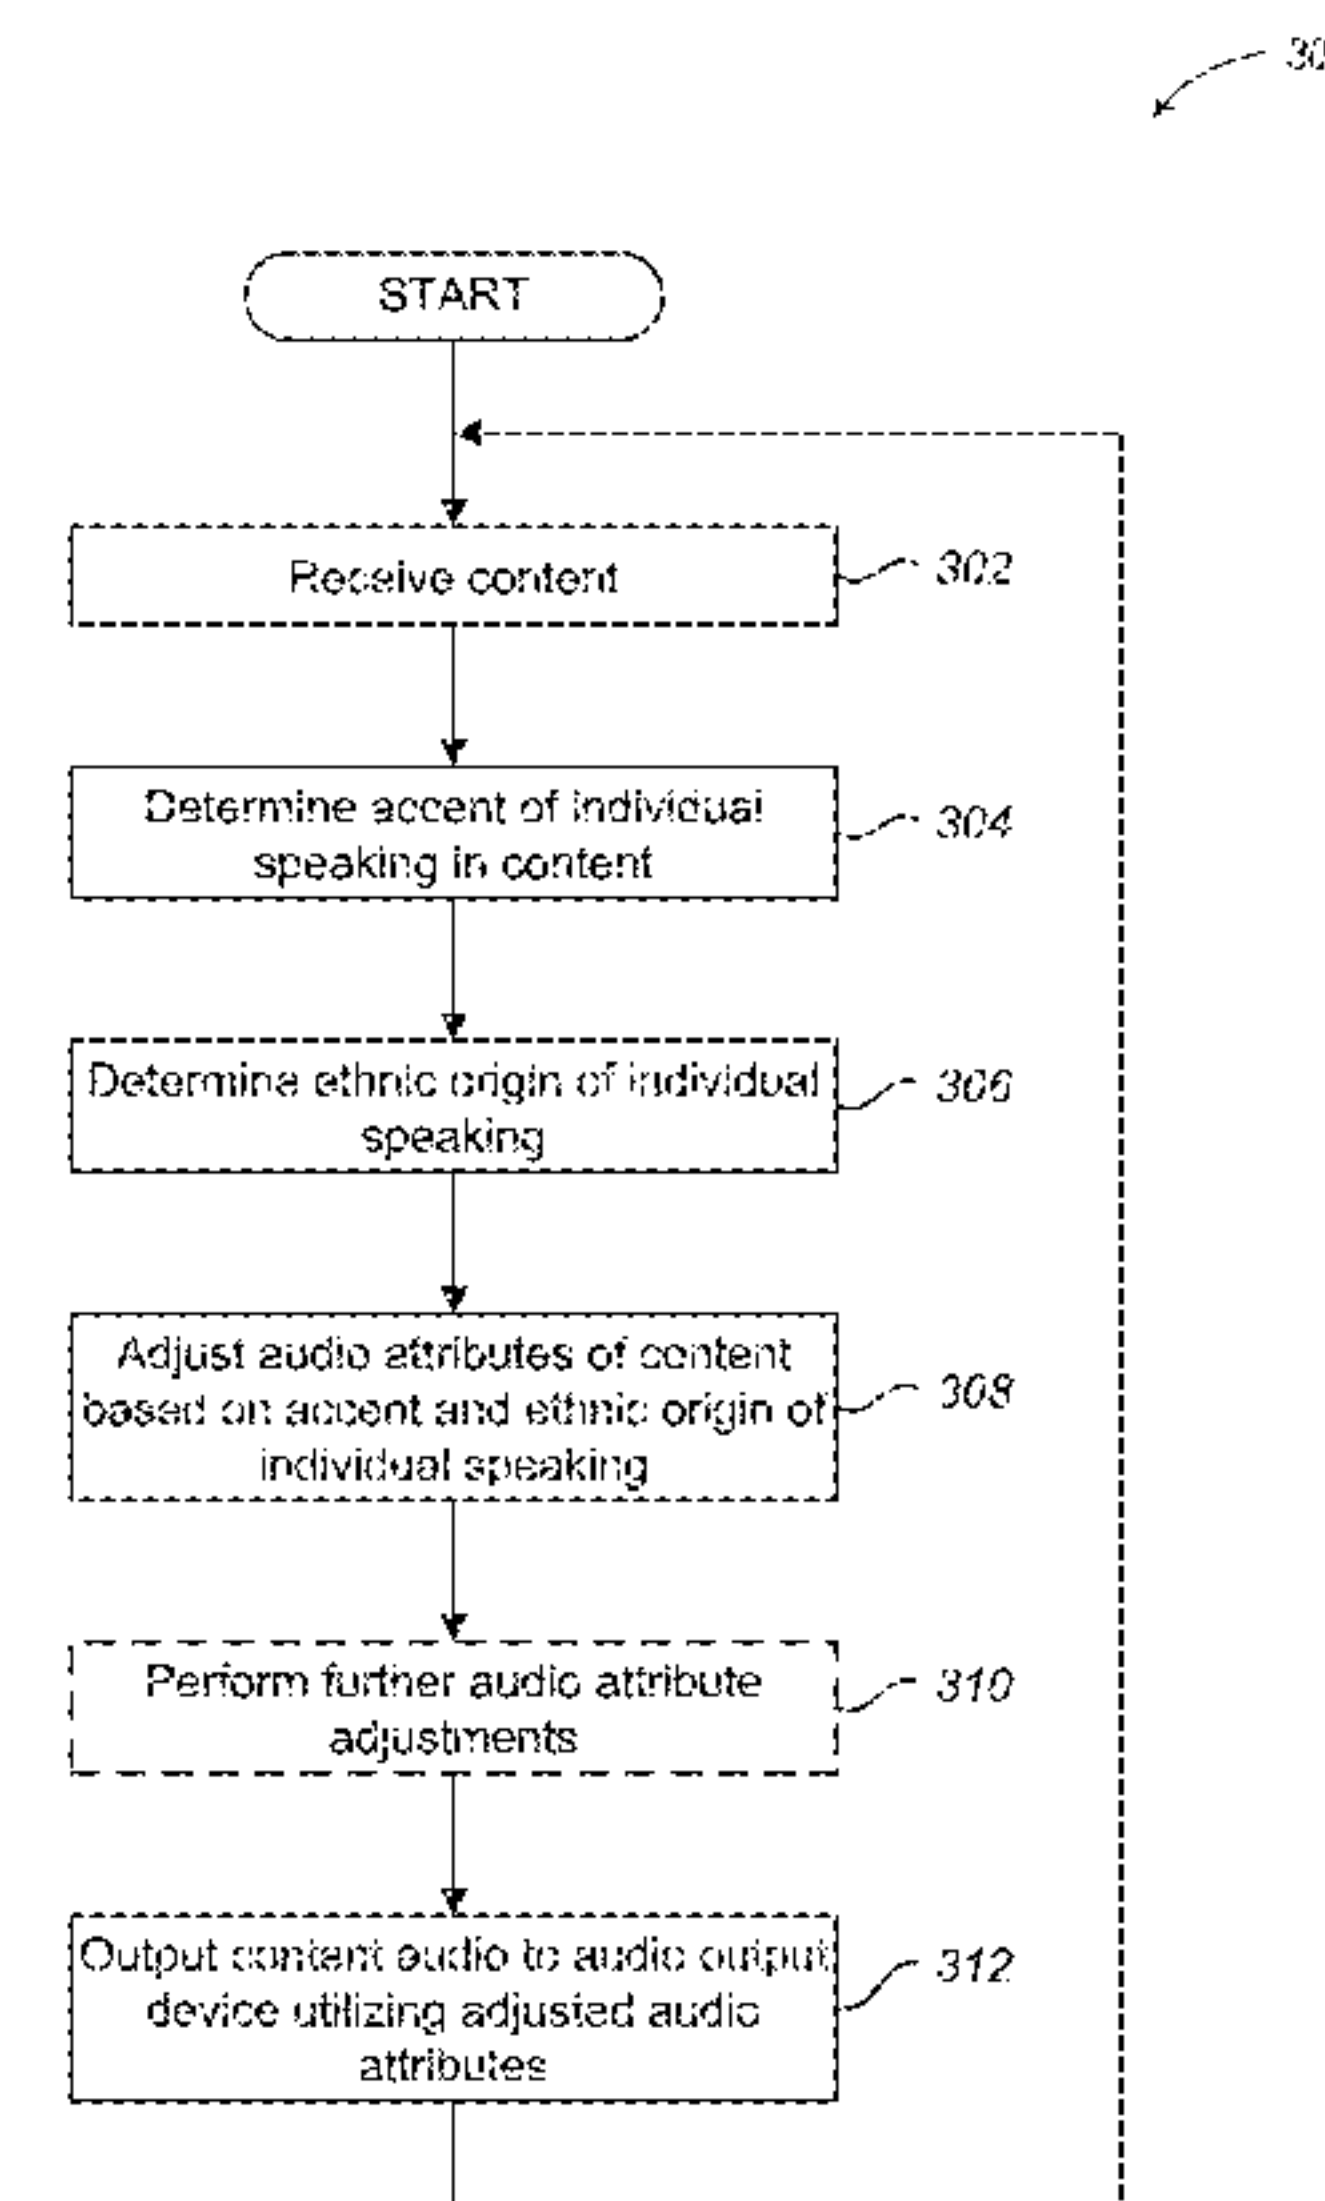 START
Receive content
302
Determine accent of individual
speaking in content
304
Determine ethnic origin of individual
speaking
306
Adjust audio attributes of content
based on accent and ethnic origin of
individual speaking
308
Perform further audio attribute
adjustments
310
Output content audio to audio output
device utilizing adjusted audio
attributes
312